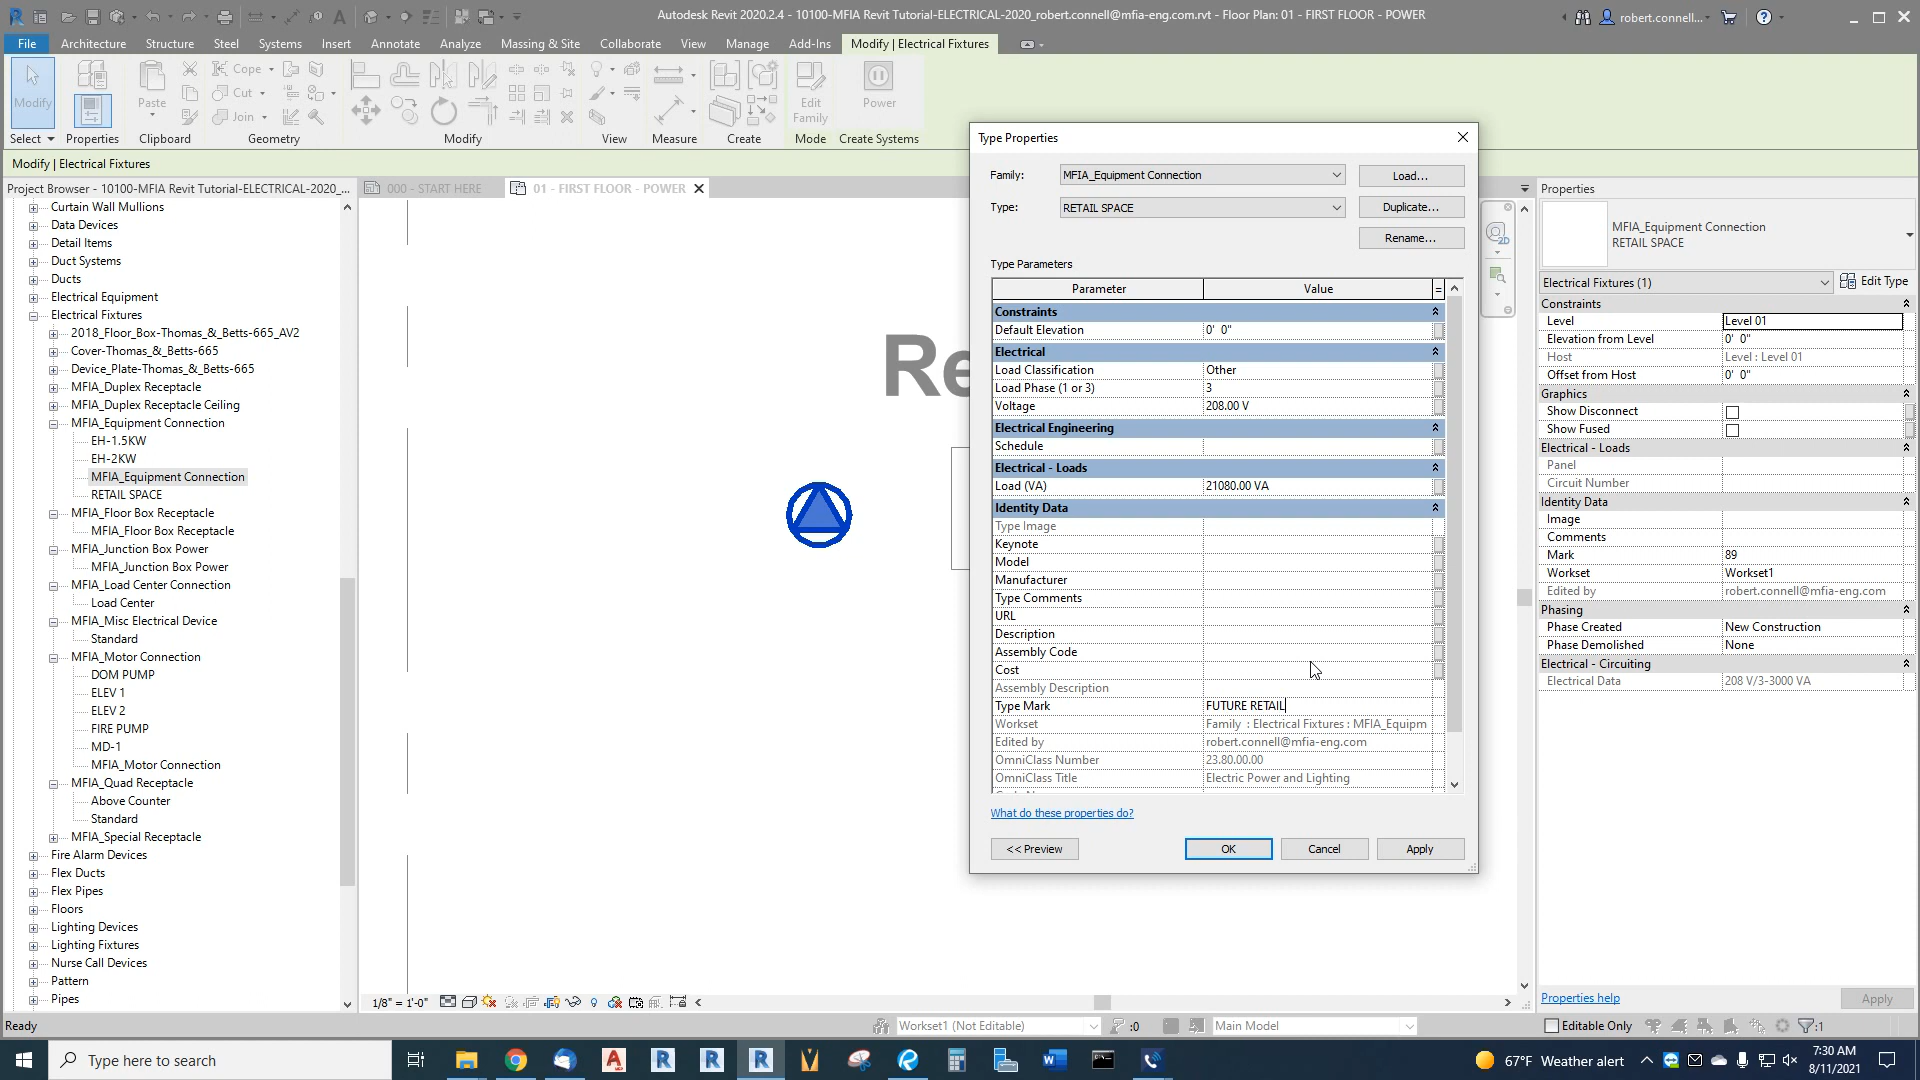 Autodesk Revit 2020.2.4 - 10100-MFIA Revit Tutorial-ELECTRICAL-2020_robert.connell@mfia-eng.com.rvt - Floor Plan: 01 - FIRST FLOOR - POWER
robert.connell...
File Architecture Structure Steel Systems Insert Annotate Analyze Massing & Site Collaborate View Manage Add-Ins Modify | Electrical Fixtures
Modify
Paste
Cope
Cut
Join
Edit
Family
Power
Select Properties Clipboard Geometry Modify View Measure Create Mode Create Systems
Modify | Electrical Fixtures
Project Browser - 10100-MFIA Revit Tutorial-ELECTRICAL-2020_...
Curtain Wall Mullions
Data Devices
Detail Items
Duct Systems
Ducts
Electrical Equipment
Electrical Fixtures
2018_Floor_Box-Thomas_&_Betts-665_AV2
Cover-Thomas_&_Betts-665
Device_Plate-Thomas_&_Betts-665
MFIA_Duplex Receptacle
MFIA_Duplex Receptacle Ceiling
MFIA_Equipment Connection
EH-1.5KW
EH-2KW
MFIA_Equipment Connection
RETAIL SPACE
MFIA_Floor Box Receptacle
MFIA_Floor Box Receptacle
MFIA_Junction Box Power
MFIA_Junction Box Power
MFIA_Load Center Connection
Load Center
MFIA_Misc Electrical Device
Standard
MFIA_Motor Connection
DOM PUMP
ELEV 1
ELEV 2
FIRE PUMP
MD-1
MFIA_Motor Connection
MFIA_Quad Receptacle
Above Counter
Standard
MFIA_Special Receptacle
Fire Alarm Devices
Flex Ducts
Flex Pipes
Floors
Lighting Devices
Lighting Fixtures
Nurse Call Devices
Pattern
Pipes
000 - START HERE
01 - FIRST FLOOR - POWER
Re
2D
1/8" = 1'-0"
Type Properties
Family: MFIA_Equipment Connection Load...
Type: RETAIL SPACE Duplicate...
Rename...
Type Parameters
Parameter Value =
Constraints
Default Elevation 0' 0"
Electrical
Load Classification Other
Load Phase (1 or 3) 3
Voltage 208.00 V
Electrical Engineering
Schedule
Electrical - Loads
Load (VA) 21080.00 VA
Identity Data
Type Image
Keynote
Model
Manufacturer
Type Comments
URL
Description
Assembly Code
Cost
Assembly Description
Type Mark FUTURE RETAIL
Workset Family : Electrical Fixtures : MFIA_Equipm
Edited by robert.connell@mfia-eng.com
OmniClass Number 23.80.00.00
OmniClass Title Electric Power and Lighting
What do these properties do?
<< Preview OK Cancel Apply
Properties
MFIA_Equipment Connection
RETAIL SPACE
Electrical Fixtures (1) Edit Type
Constraints
Level Level 01
Elevation from Level 0' 0"
Host Level : Level 01
Offset from Host 0' 0"
Graphics
Show Disconnect
Show Fused
Electrical - Loads
Panel
Circuit Number
Identity Data
Image
Comments
Mark 89
Workset Workset1
Edited by robert.connell@mfia-eng.com
Phasing
Phase Created New Construction
Phase Demolished None
Electrical - Circuiting
Electrical Data 208 V/3-3000 VA
Properties help Apply
Ready
Workset1 (Not Editable)
:0
Main Model
Editable Only
:1
Type here to search
67°F Weather alert
7:30 AM
8/11/2021